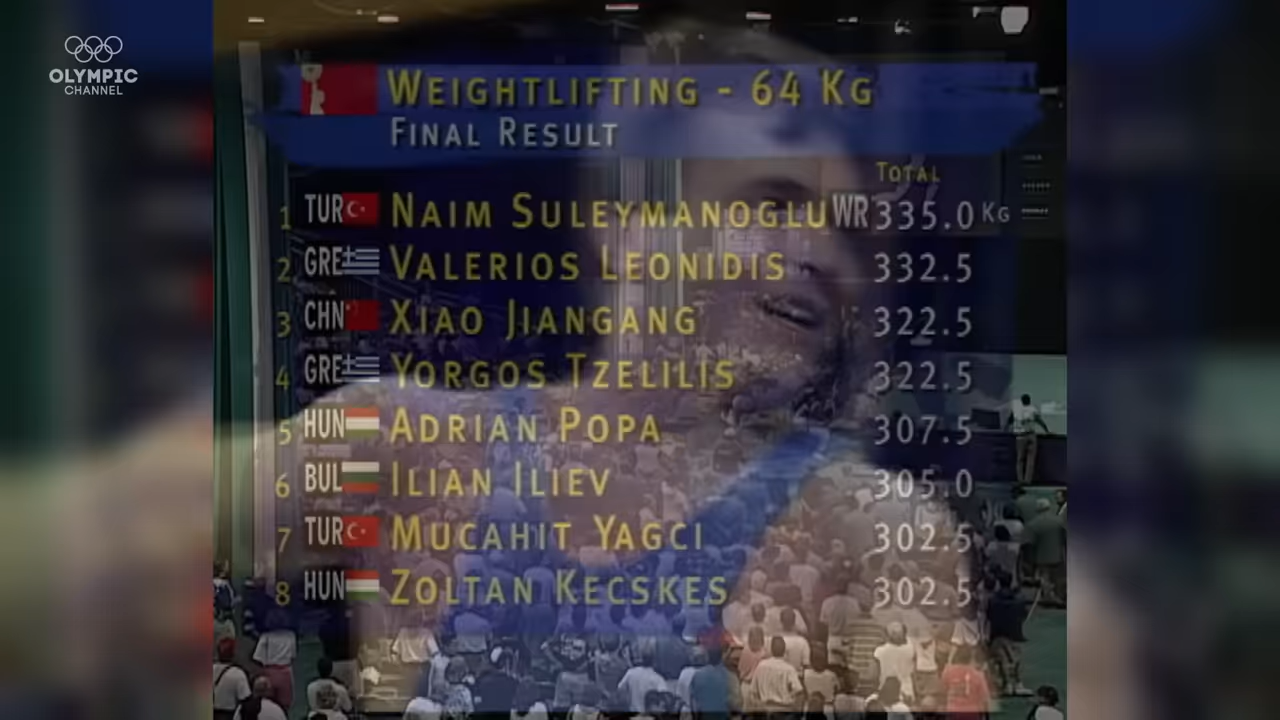 OLYMPIC
CHANNEL
WEIGHTLIFTING - 64 KG
FINAL RESULT
TOTAL
1 TUR NAIM SULEYMANOGLU WR 335.0 KG
2 GRE VALERIOS LEONIDIS 332.5
3 CHN XIAO JIANGANG 322.5
4 GRE YORGOS TZELILIS 322.5
5 HUN ADRIAN POPA 307.5
6 BUL ILIAN ILIEV 305.0
7 TUR MUCAHIT YAGCI 302.5
8 HUN ZOLTAN KECSKES 302.5